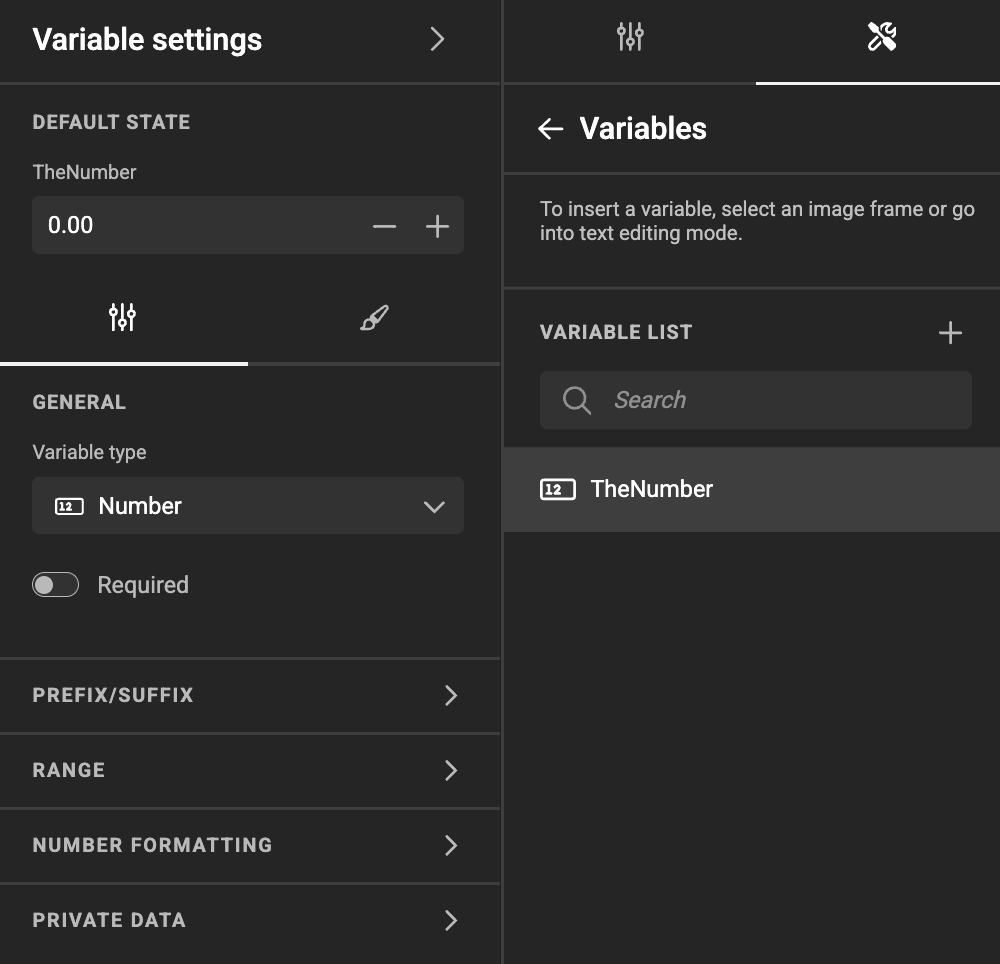 Variable settings
DEFAULT STATE
TheNumber
0.00
GENERAL
Variable type
12 Number
Required
PREFIX/SUFFIX
RANGE
NUMBER FORMATTING
PRIVATE DATA
Variables
To insert a variable, select an image frame or go
into text editing mode.
VARIABLE LIST
Search
12 TheNumber